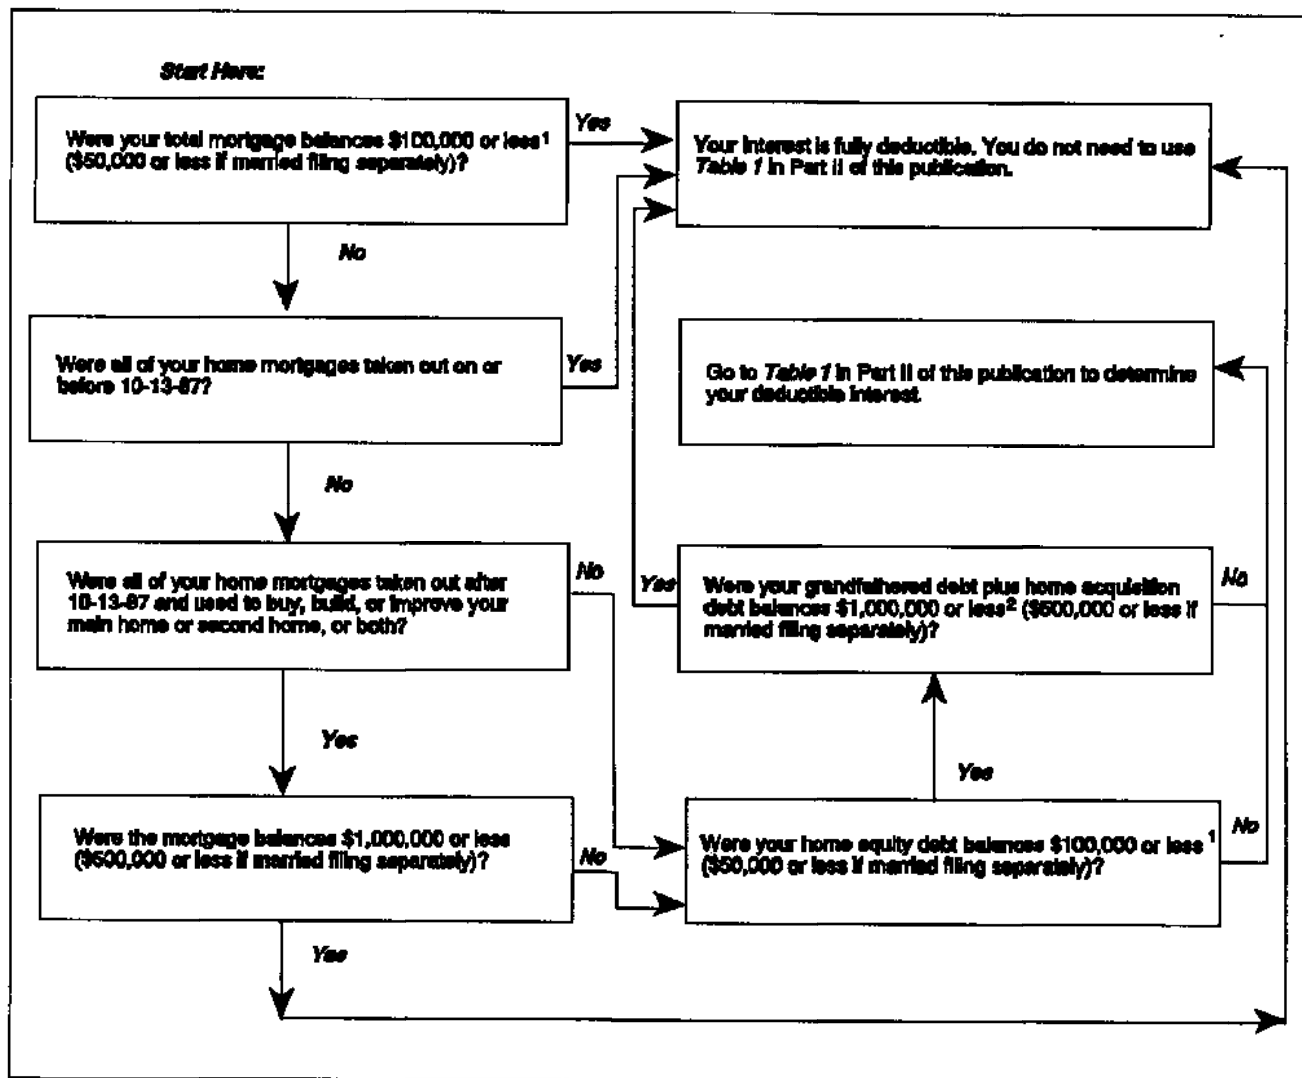 Start Here:
Were your total mortgage balances $100,000 or less1
($50,000 or less if married filing separately)?
Yes
Your interest is fully deductible. You do not need to use
Table 1 in Part II of this publication.
No
Were all of your home mortgages taken out on or
before 10-13-87?
Yes
Go to Table 1 in Part II of this publication to determine
your deductible interest.
No
Were all of your home mortgages taken out after
10-13-87 and used to buy, build, or improve your
main home or second home, or both?
No
Yes
Were your grandfathered debt plus home acquisition
debt balances $1,000,000 or less2 ($500,000 or less if
married filing separately)?
No
Yes
Yes
Were the mortgage balances $1,000,000 or less
($500,000 or less if married filing separately)?
No
Were your home equity debt balances $100,000 or less 1
($50,000 or less if married filing separately)?
No
Yes